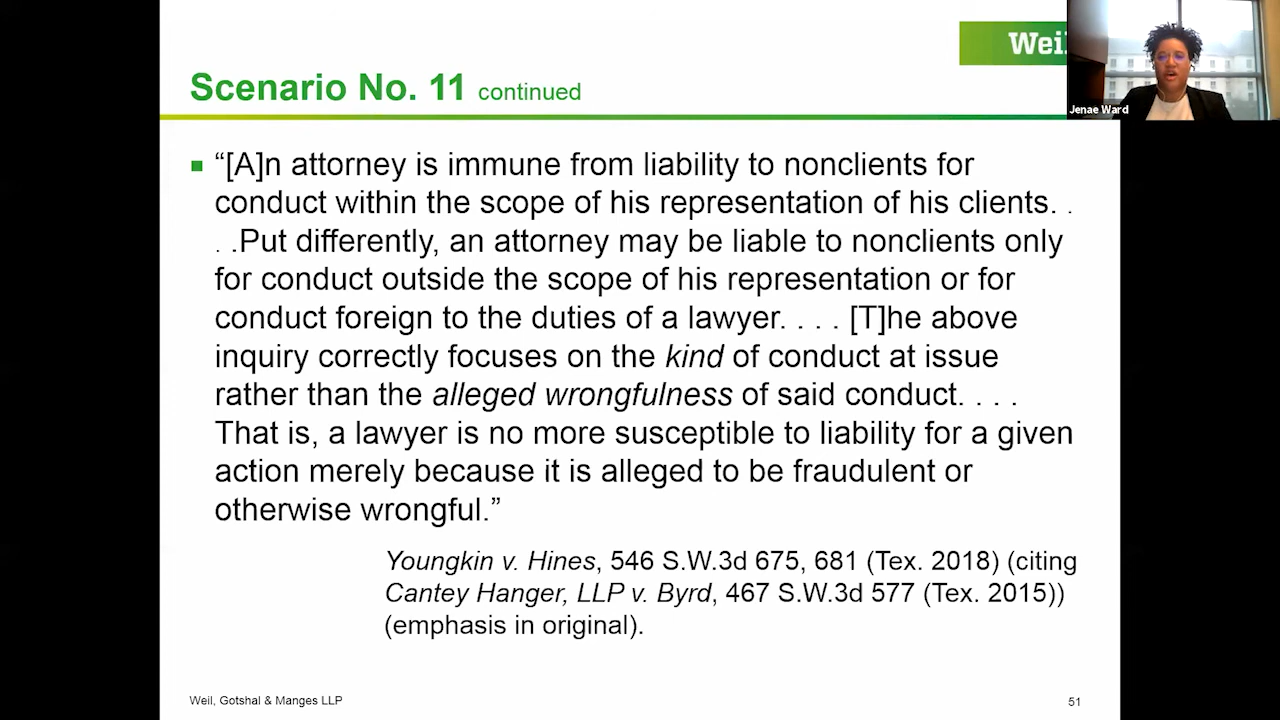 Weil
Jenae Ward
Scenario No. 11 continued
“[A]n attorney is immune from liability to nonclients for
conduct within the scope of his representation of his clients. .
. .Put differently, an attorney may be liable to nonclients only
for conduct outside the scope of his representation or for
conduct foreign to the duties of a lawyer. . . . [T]he above
inquiry correctly focuses on the kind of conduct at issue
rather than the alleged wrongfulness of said conduct. . . .
That is, a lawyer is no more susceptible to liability for a given
action merely because it is alleged to be fraudulent or
otherwise wrongful.”
Youngkin v. Hines, 546 S.W.3d 675, 681 (Tex. 2018) (citing
Cantey Hanger, LLP v. Byrd, 467 S.W.3d 577 (Tex. 2015))
(emphasis in original).
Weil, Gotshal & Manges LLP
51